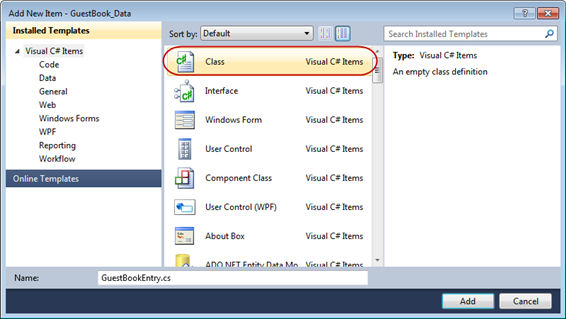 Add New Item - GuestBook_Data
Installed Templates
Visual C# Items
Code
Data
General
Web
Windows Forms
WPF
Reporting
Workflow
Online Templates
Sort by: Default
Class Visual C# Items
Interface Visual C# Items
Windows Form Visual C# Items
User Control Visual C# Items
Component Class Visual C# Items
User Control (WPF) Visual C# Items
About Box Visual C# Items
ADO.NET Entity Data Mo... Visual C# Items
Search Installed Templates
Type: Visual C# Items
An empty class definition
Name: GuestBookEntry.cs
Add Cancel